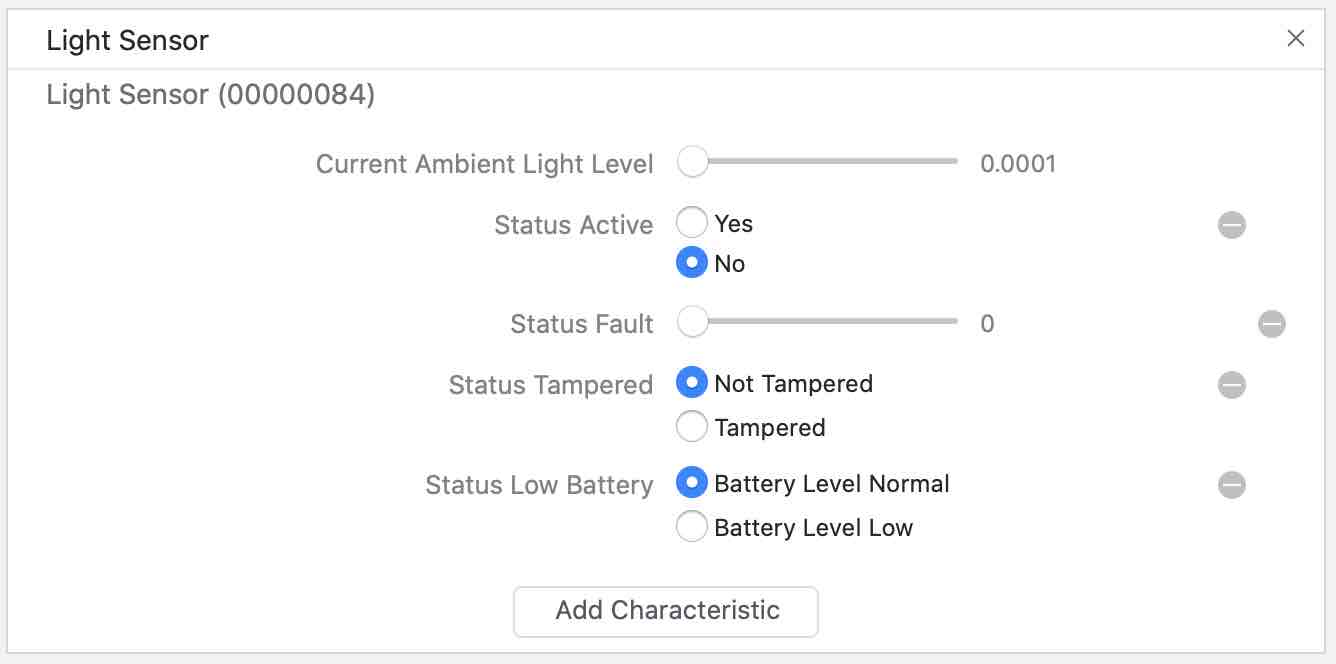 Light Sensor
Light Sensor (00000084)
Current Ambient Light Level 0.0001
Status Active Yes
No
Status Fault 0
Status Tampered Not Tampered
Tampered
Status Low Battery Battery Level Normal
Battery Level Low
Add Characteristic